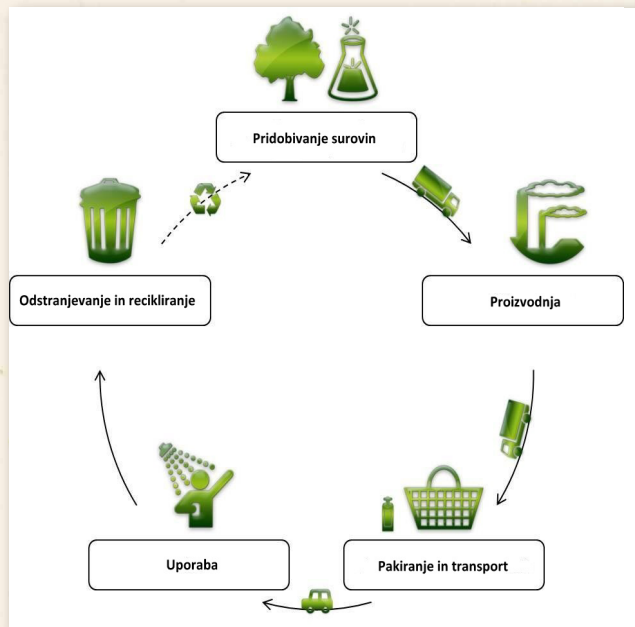 Pridobivanje surovin
Odstranjevanje in recikliranje
Proizvodnja
Uporaba
Pakiranje in transport